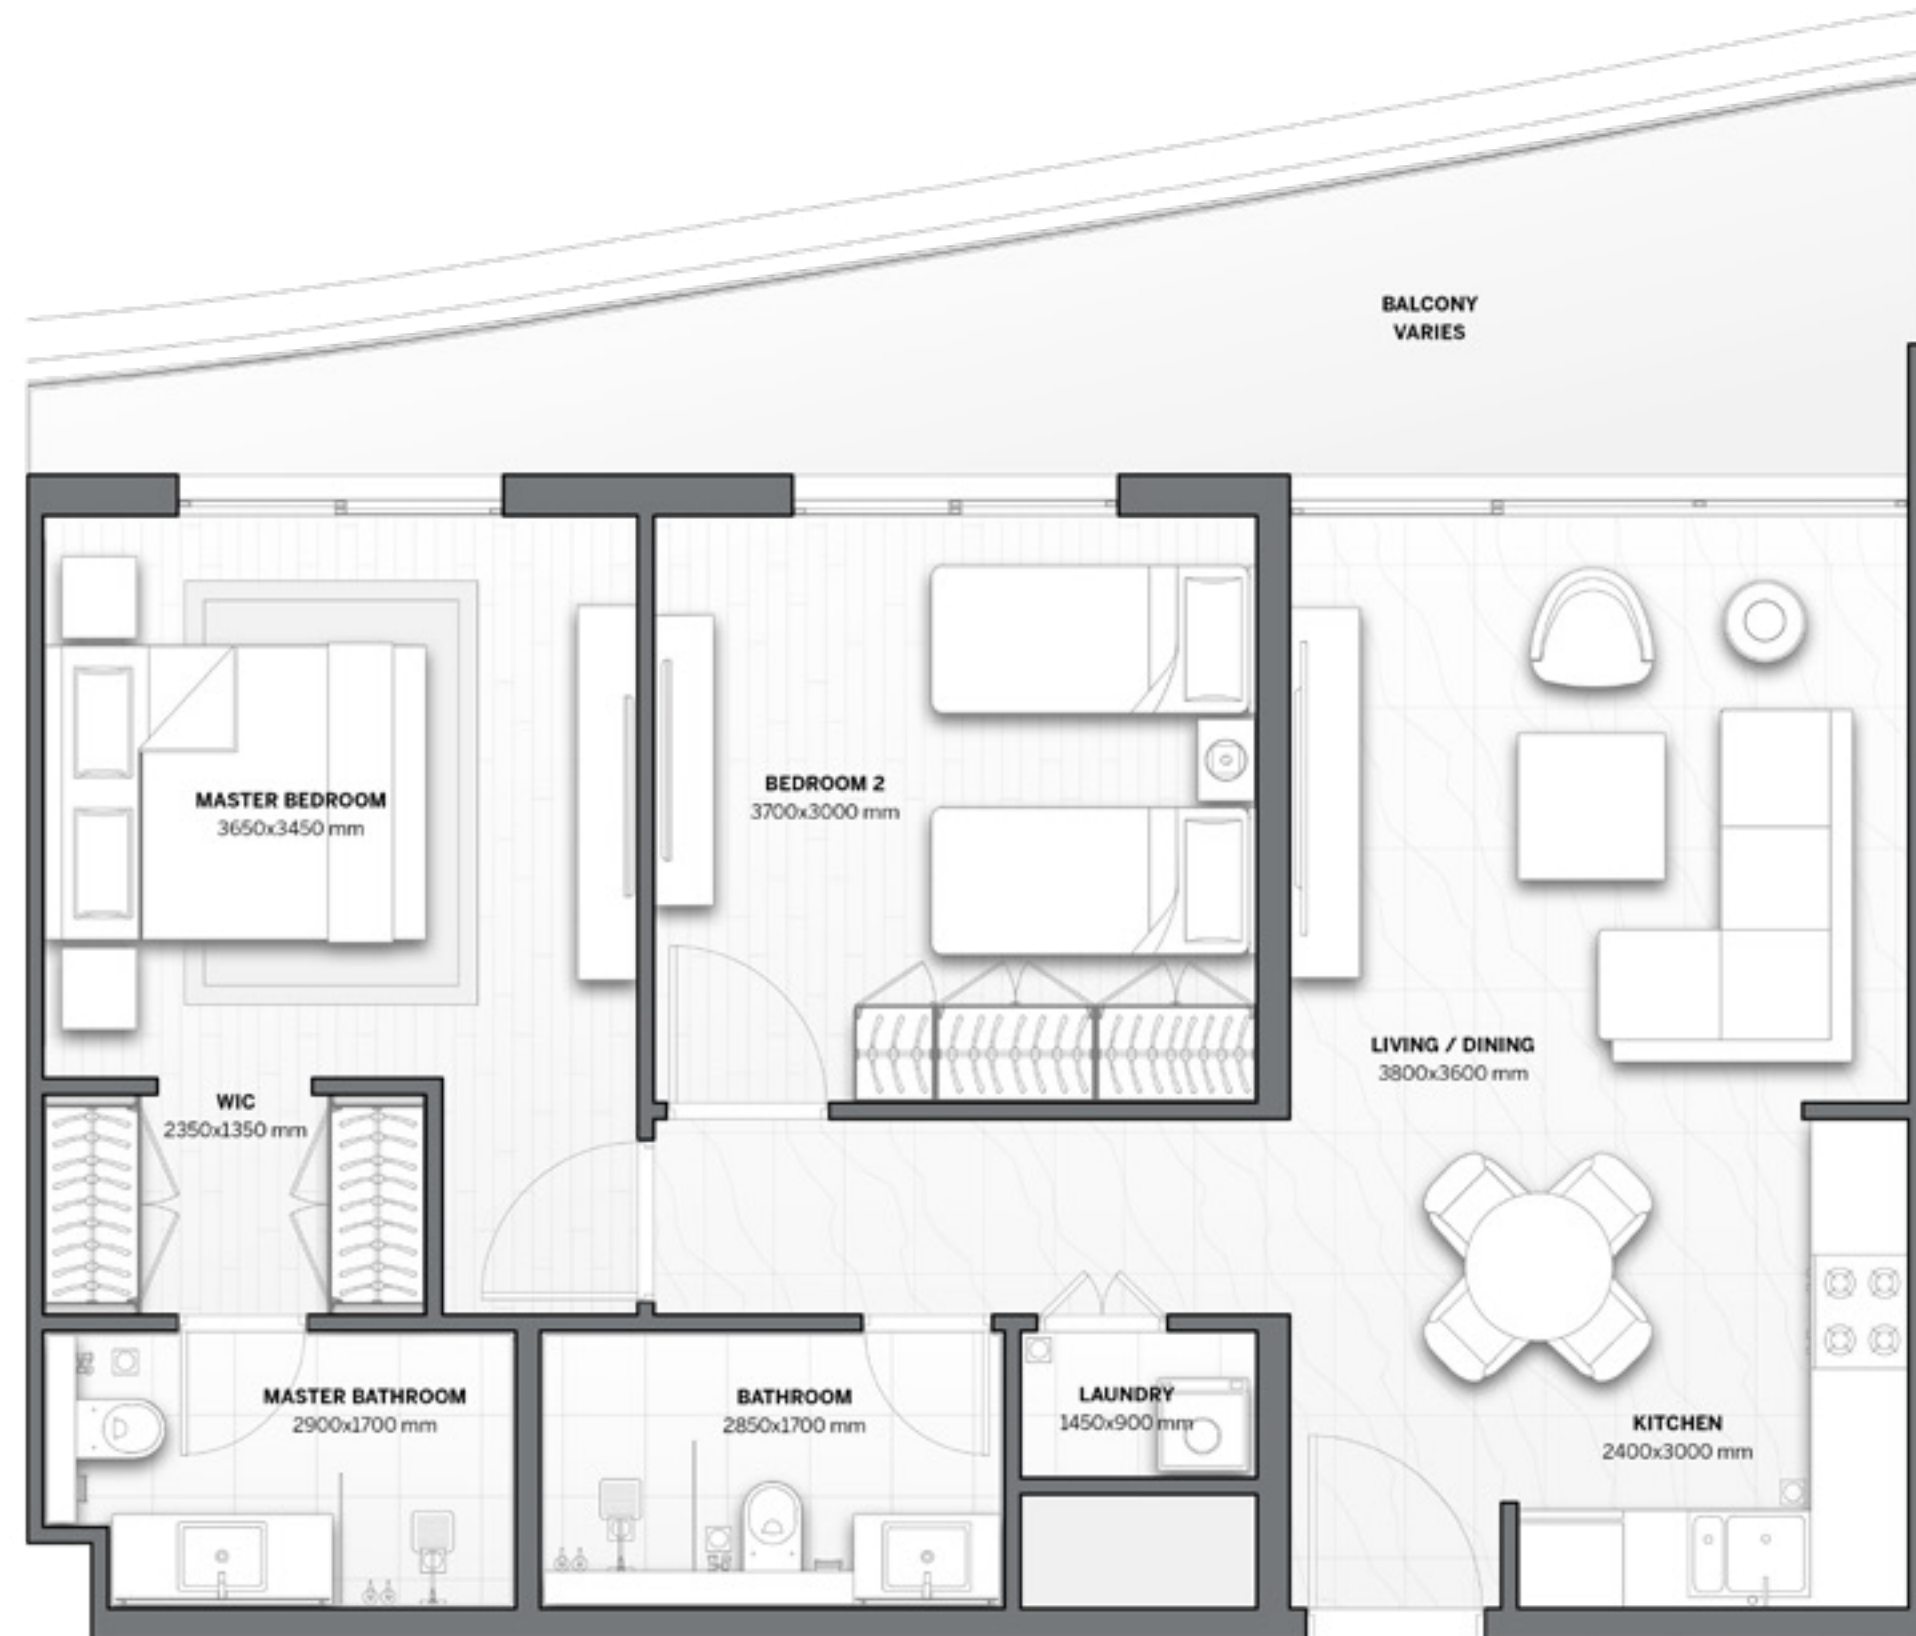 BALCONY
VARIES
MASTER BEDROOM
3650x3450 mm
BEDROOM 2
3700x3000 mm
LIVING / DINING
3800x3600 mm
WIC
2350x1350 mm
MASTER BATHROOM
2900x1700 mm
BATHROOM
2850x1700 mm
LAUNDRY
1450x900 mm
KITCHEN
2400x3000 mm